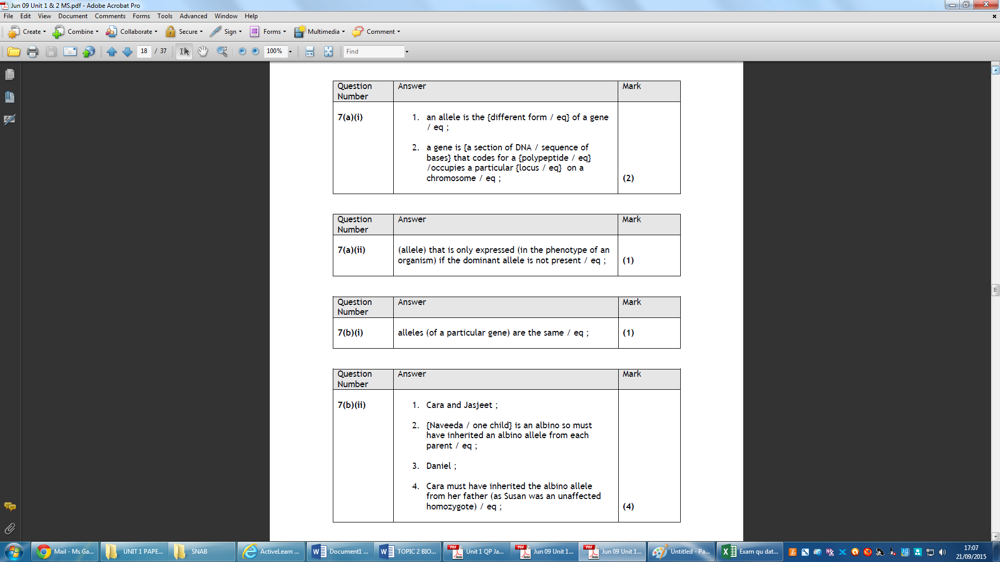 Jun 09 Unit 1 & 2 MS.pdf - Adobe Acrobat Pro
File Edit View Document Comments Forms Tools Advanced Window Help
Create Combine Collaborate Secure Sign Forms Multimedia Comment
18 / 37 100% Find
Question Number Answer Mark
7(a)(i)
1. an allele is the {different form / eq} of a gene
/ eq ;
2. a gene is {a section of DNA / sequence of
bases} that codes for a {polypeptide / eq}
/occupies a particular {locus / eq} on a
chromosome / eq ;
(2)
Question Number Answer Mark
7(a)(ii)
(allele) that is only expressed (in the phenotype of an
organism) if the dominant allele is not present / eq ;
(1)
Question Number Answer Mark
7(b)(i) alleles (of a particular gene) are the same / eq ; (1)
Question Number Answer Mark
7(b)(ii)
1. Cara and Jasjeet ;
2. {Naveeda / one child} is an albino so must
have inherited an albino allele from each
parent / eq ;
3. Daniel ;
4. Cara must have inherited the albino allele
from her father (as Susan was an unaffected
homozygote) / eq ;
(4)
Mail - Ms Ga... UNIT 1 PAPE... SNAB ActiveLearn ... Document1 ... TOPIC 2 BIO... Unit 1 QP Ja... Jun 09 Unit 1... Jun 09 Unit 1... Untitled - Pa... Exam qu dat...
17:07
21/09/2015